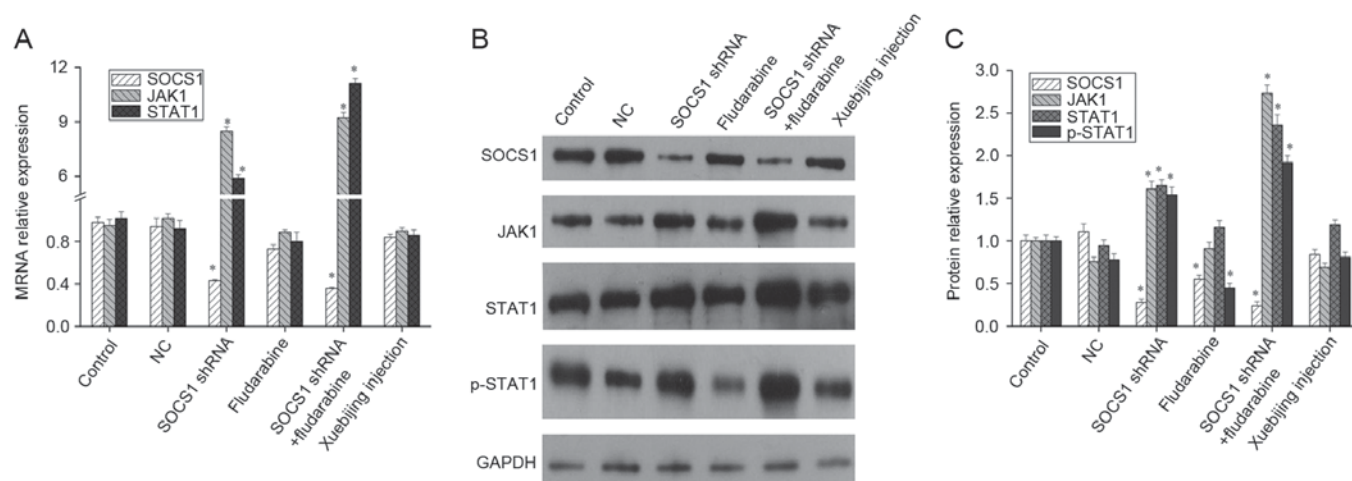 A
MRNA relative expression
12
9
6
0.8
0.4
0.0
SOCS1
JAK1
STAT1
*
*
*
*
*
*
Control
NC
SOCS1 shRNA
Fludarabine
SOCS1 shRNA
+fludarabine
Xuebijing injection
B
Control
NC
SOCS1 shRNA
Fludarabine
SOCS1 shRNA
+fludarabine
Xuebijing injection
SOCS1
JAK1
STAT1
p-STAT1
GAPDH
C
Protein relative expression
3.0
2.5
2.0
1.5
1.0
0.5
0.0
SOCS1
JAK1
STAT1
p-STAT1
*
*
*
*
*
*
*
*
*
*
Control
NC
SOCS1 shRNA
Fludarabine
SOCS1 shRNA
+fludarabine
Xuebijing injection